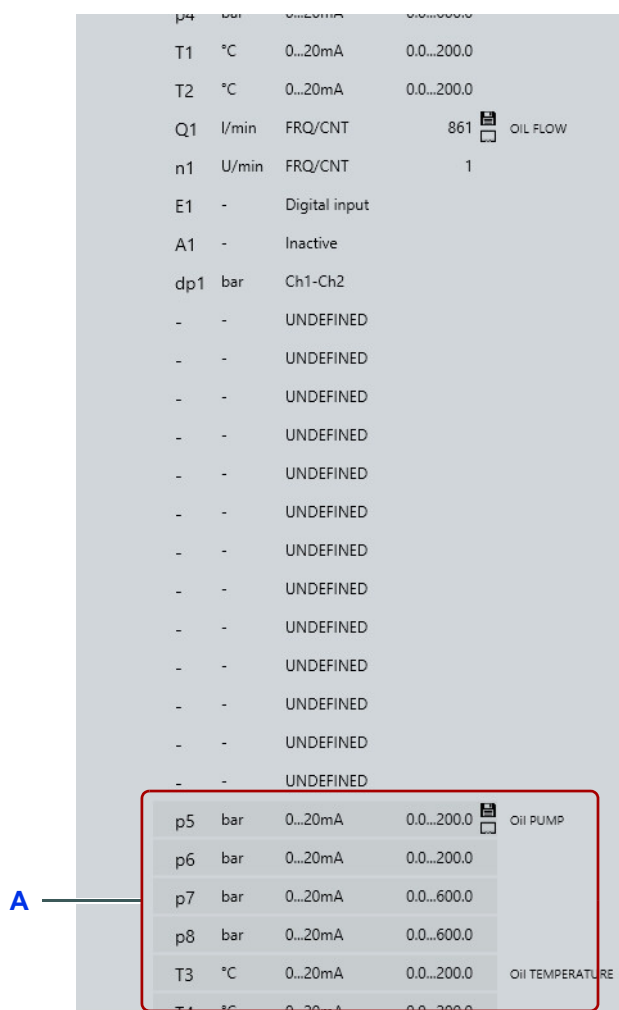 T1 °C 0...20mA 0.0...200.0
T2 °C 0...20mA 0.0...200.0
Q1 l/min FRQ/CNT 861 OIL FLOW
n1 U/min FRQ/CNT 1
E1 - Digital input
A1 - Inactive
dp1 bar Ch1-Ch2
- - UNDEFINED
- - UNDEFINED
- - UNDEFINED
- - UNDEFINED
- - UNDEFINED
- - UNDEFINED
- - UNDEFINED
- - UNDEFINED
- - UNDEFINED
- - UNDEFINED
- - UNDEFINED
- - UNDEFINED
- - UNDEFINED
p5 bar 0...20mA 0.0...200.0 Oil PUMP
p6 bar 0...20mA 0.0...200.0
A p7 bar 0...20mA 0.0...600.0
p8 bar 0...20mA 0.0...600.0
T3 °C 0...20mA 0.0...200.0 Oil TEMPERATURE